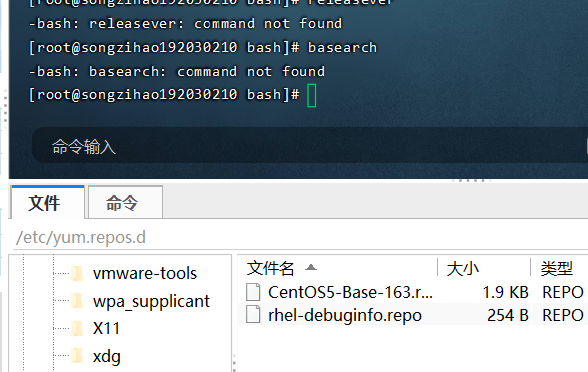 [root@songzihao192030210 bash]# releasever
-bash: releasever: command not found
[root@songzihao192030210 bash]# basearch
-bash: basearch: command not found
[root@songzihao192030210 bash]#
命令输入
文件 命令
/etc/yum.repos.d
文件名 大小 类型
vmware-tools
CentOS5-Base-163.r... 1.9 KB REPO
wpa_supplicant
rhel-debuginfo.repo 254 B REPO
X11
xdg